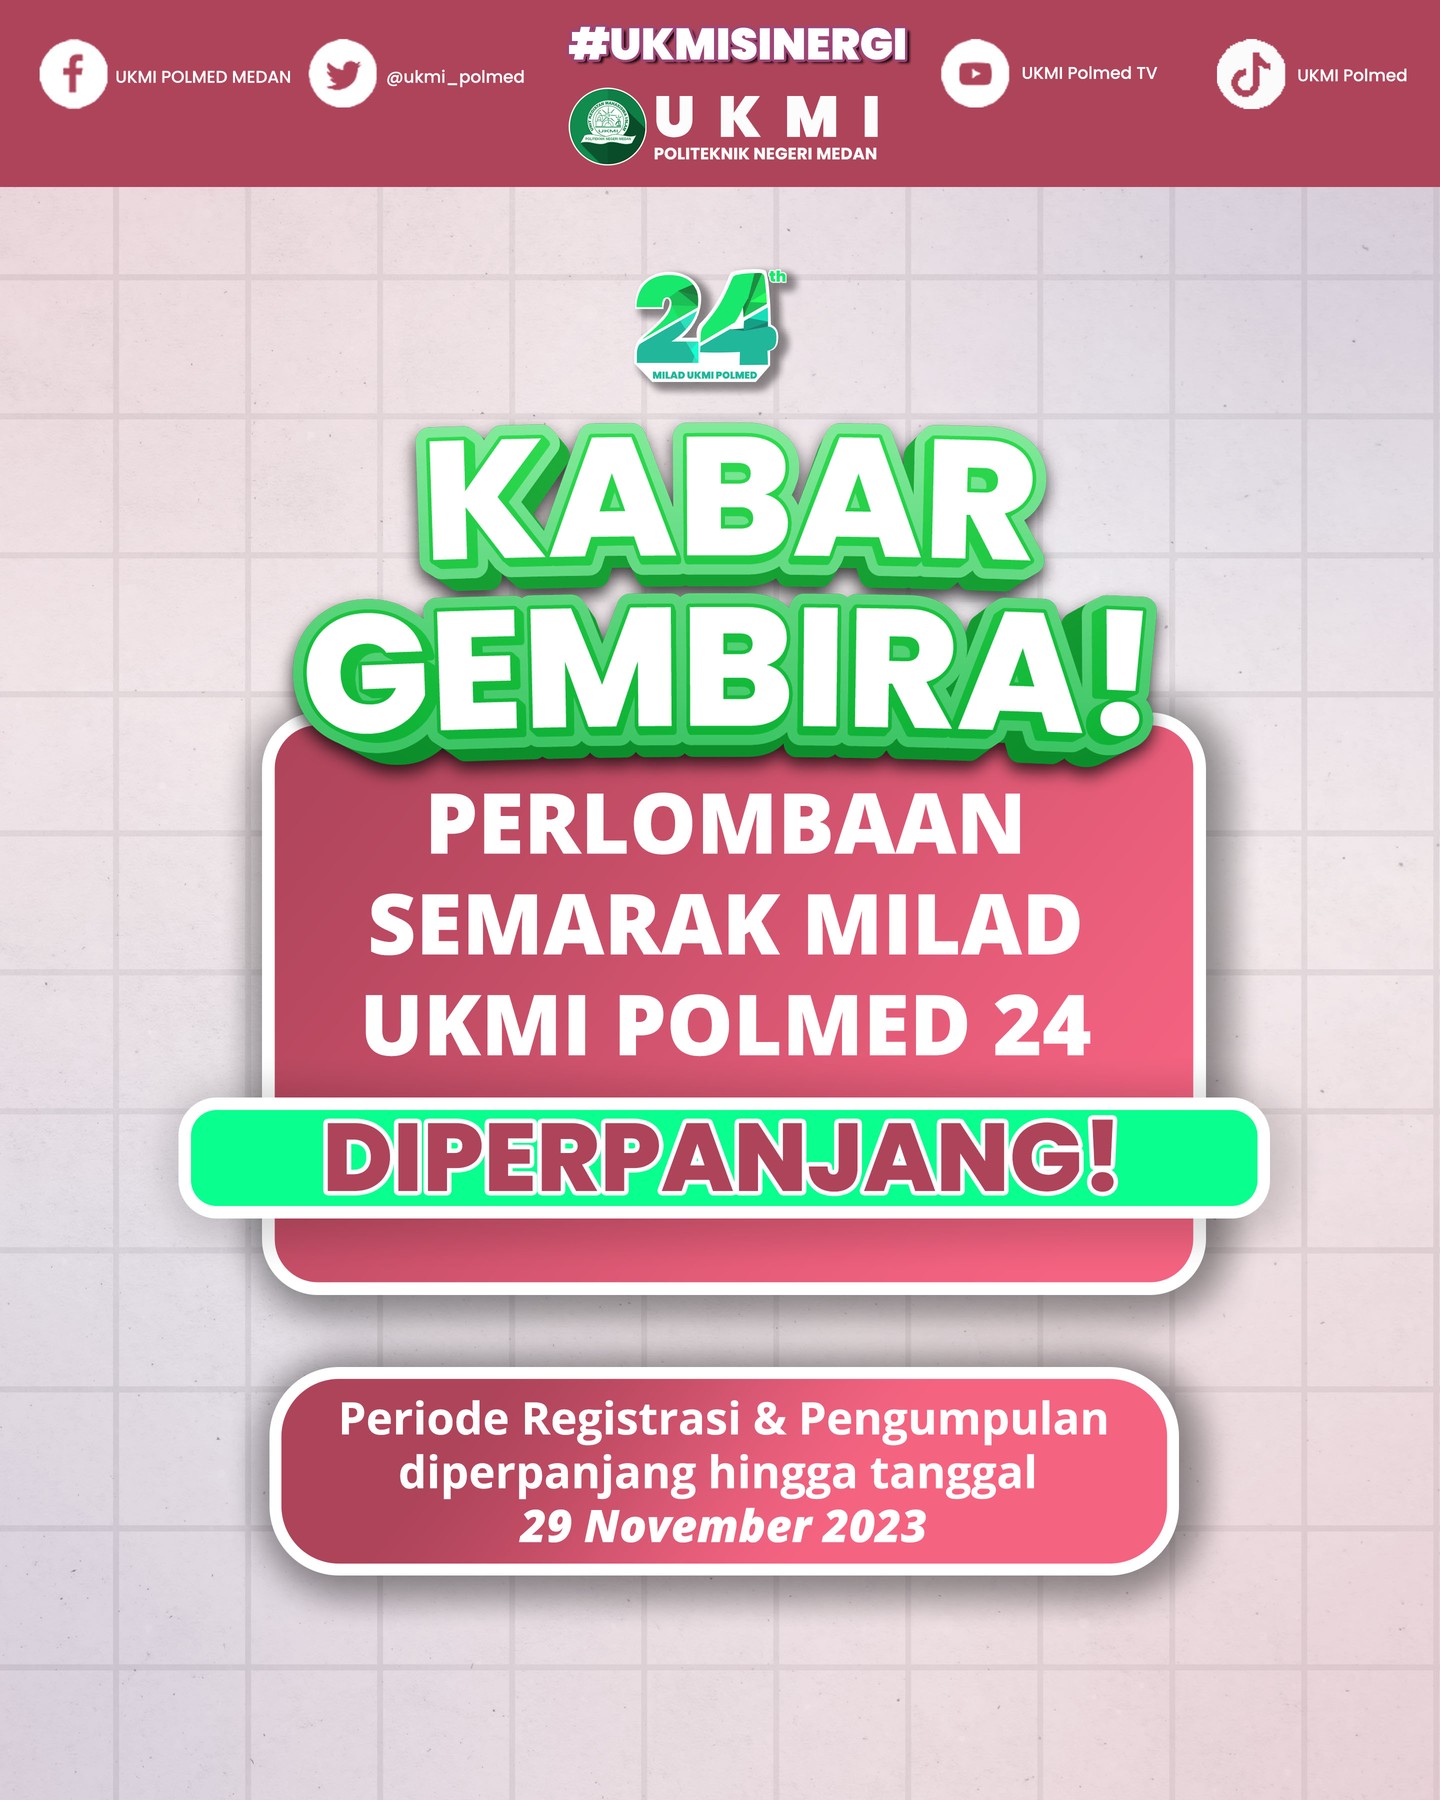 #UKMISINERGI
UKMI POLMED MEDAN
@ukmi_polmed
UKMI Polmed TV
UKMI Polmed
UKMI
POLITEKNIK NEGERI MEDAN
24th
MILAD UKMI POLMED
KABAR
GEMBIRA!
PERLOMBAAN
SEMARAK MILAD
UKMI POLMED 24
DIPERPANJANG!
Periode Registrasi & Pengumpulan
diperpanjang hingga tanggal
29 November 2023